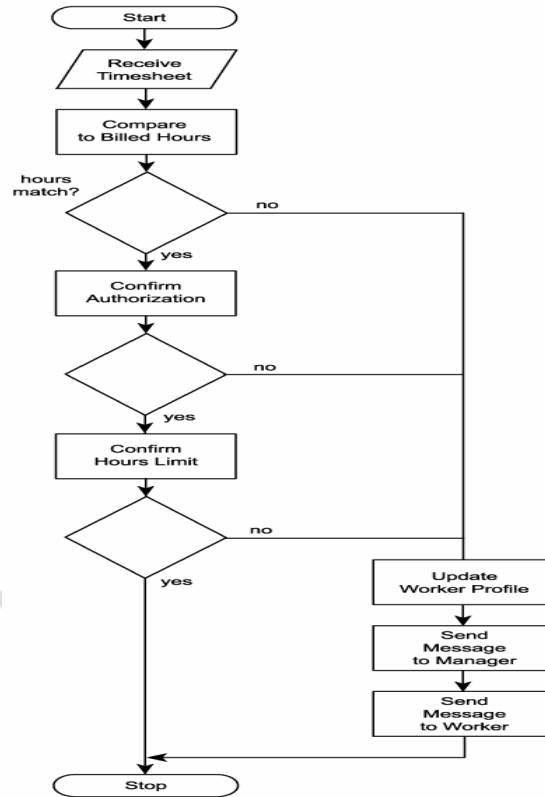 Start
Receive
Timesheet
Compare
to Billed Hours
hours
match?
no
yes
Confirm
Authorization
no
yes
Confirm
Hours Limit
no
yes
Update
Worker Profile
Send
Message
to Manager
Send
Message
to Worker
Stop